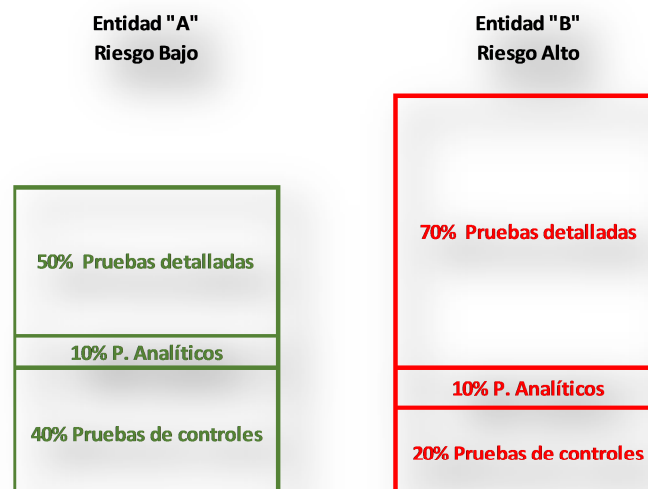 Entidad "A"
Riesgo Bajo
50% Pruebas detalladas
10% P. Analíticos
40% Pruebas de controles
Entidad "B"
Riesgo Alto
70% Pruebas detalladas
10% P. Analíticos
20% Pruebas de controles